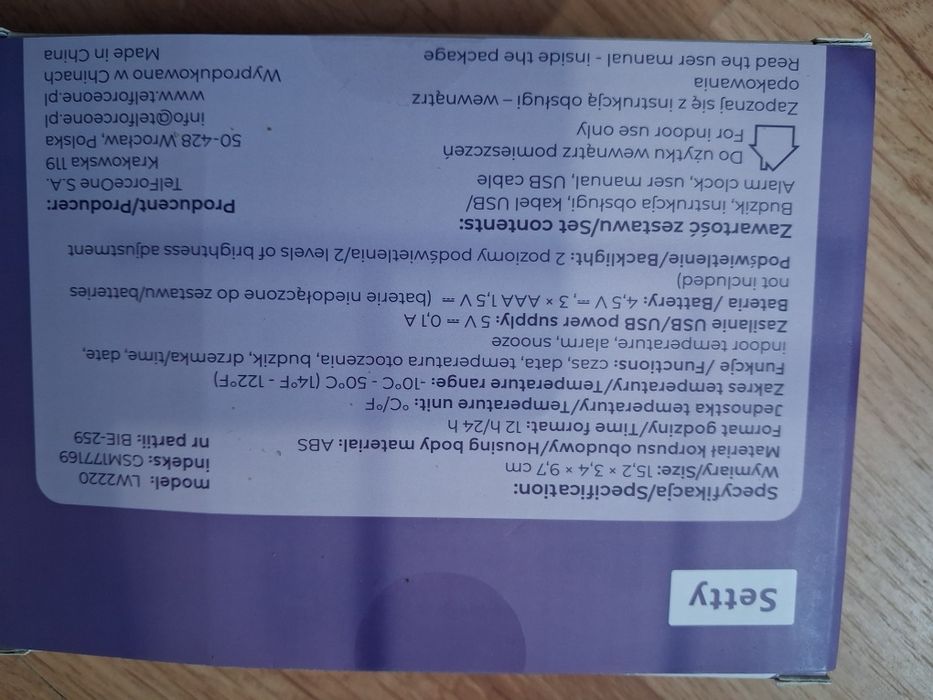 Setty
Specyfikacja/Specification:
Wymiary/Size: 15,2 × 3,4 × 9,7 cm
Materiał korpusu obudowy/Housing body material: ABS
Format godziny/Time format: 12 h/24 h
Jednostka temperatury/Temperature unit: °C/°F
Zakres temperatury/Temperature range: -10°C - 50°C (14°F - 122°F)
Funkcje /Functions: czas, data, temperatura otoczenia, budzik, drzemka/time, date,
indoor temperature, alarm, snooze
Zasilanie USB/USB power supply: 5 V ⎓ 0,1 A
Bateria /Battery: 4,5 V ⎓, 3 × AAA 1,5 V ⎓ (baterie niedołączone do zestawu/batteries
not included)
Podświetlenie/Backlight: 2 poziomy podświetlenia/2 levels of brightness adjustment
model: LW2220
indeks: GSM177169
nr partii: BIE-259
Zawartość zestawu/Set contents:
Budzik, instrukcja obsługi, kabel USB/
Alarm clock, user manual, USB cable
Do użytku wewnątrz pomieszczeń
For indoor use only
Zapoznaj się z instrukcją obsługi – wewnątrz
opakowania
Read the user manual - inside the package
Producent/Producer:
TelForceOne S.A.
Krakowska 119
50-428 Wrocław, Polska
info@telforceone.pl
www.telforceone.pl
Wyprodukowano w Chinach
Made in China